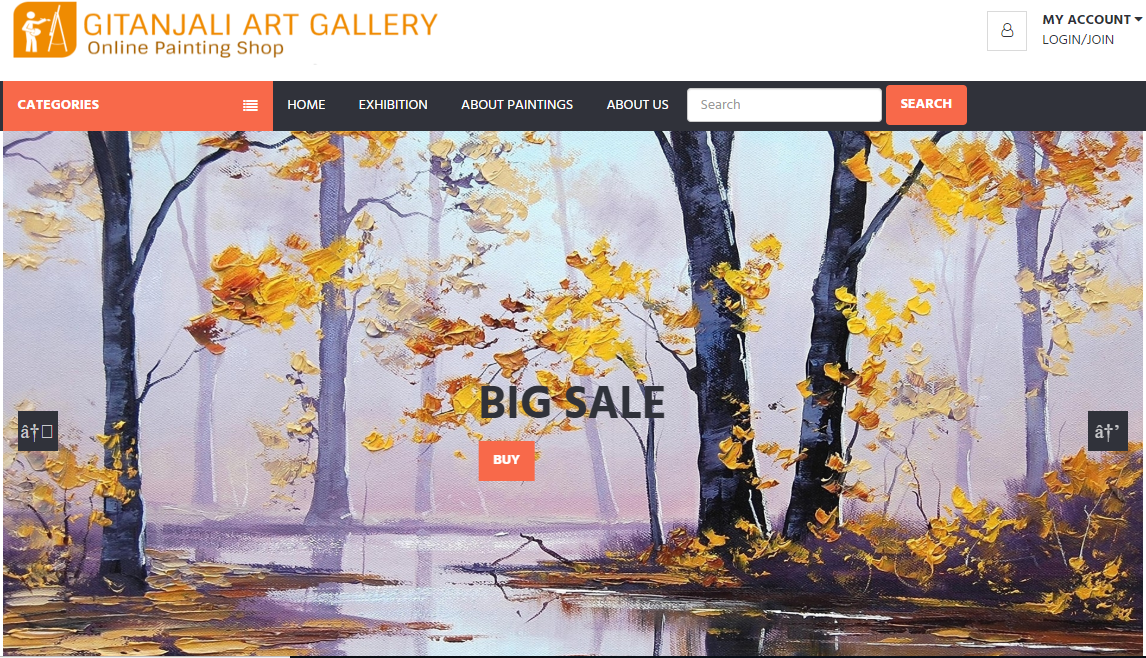 GITANJALI ART GALLERY
Online Painting Shop
MY ACCOUNT
LOGIN/JOIN
CATEGORIES
HOME
EXHIBITION
ABOUT PAINTINGS
ABOUT US
Search
SEARCH
BIG SALE
â†□
â†’
BUY